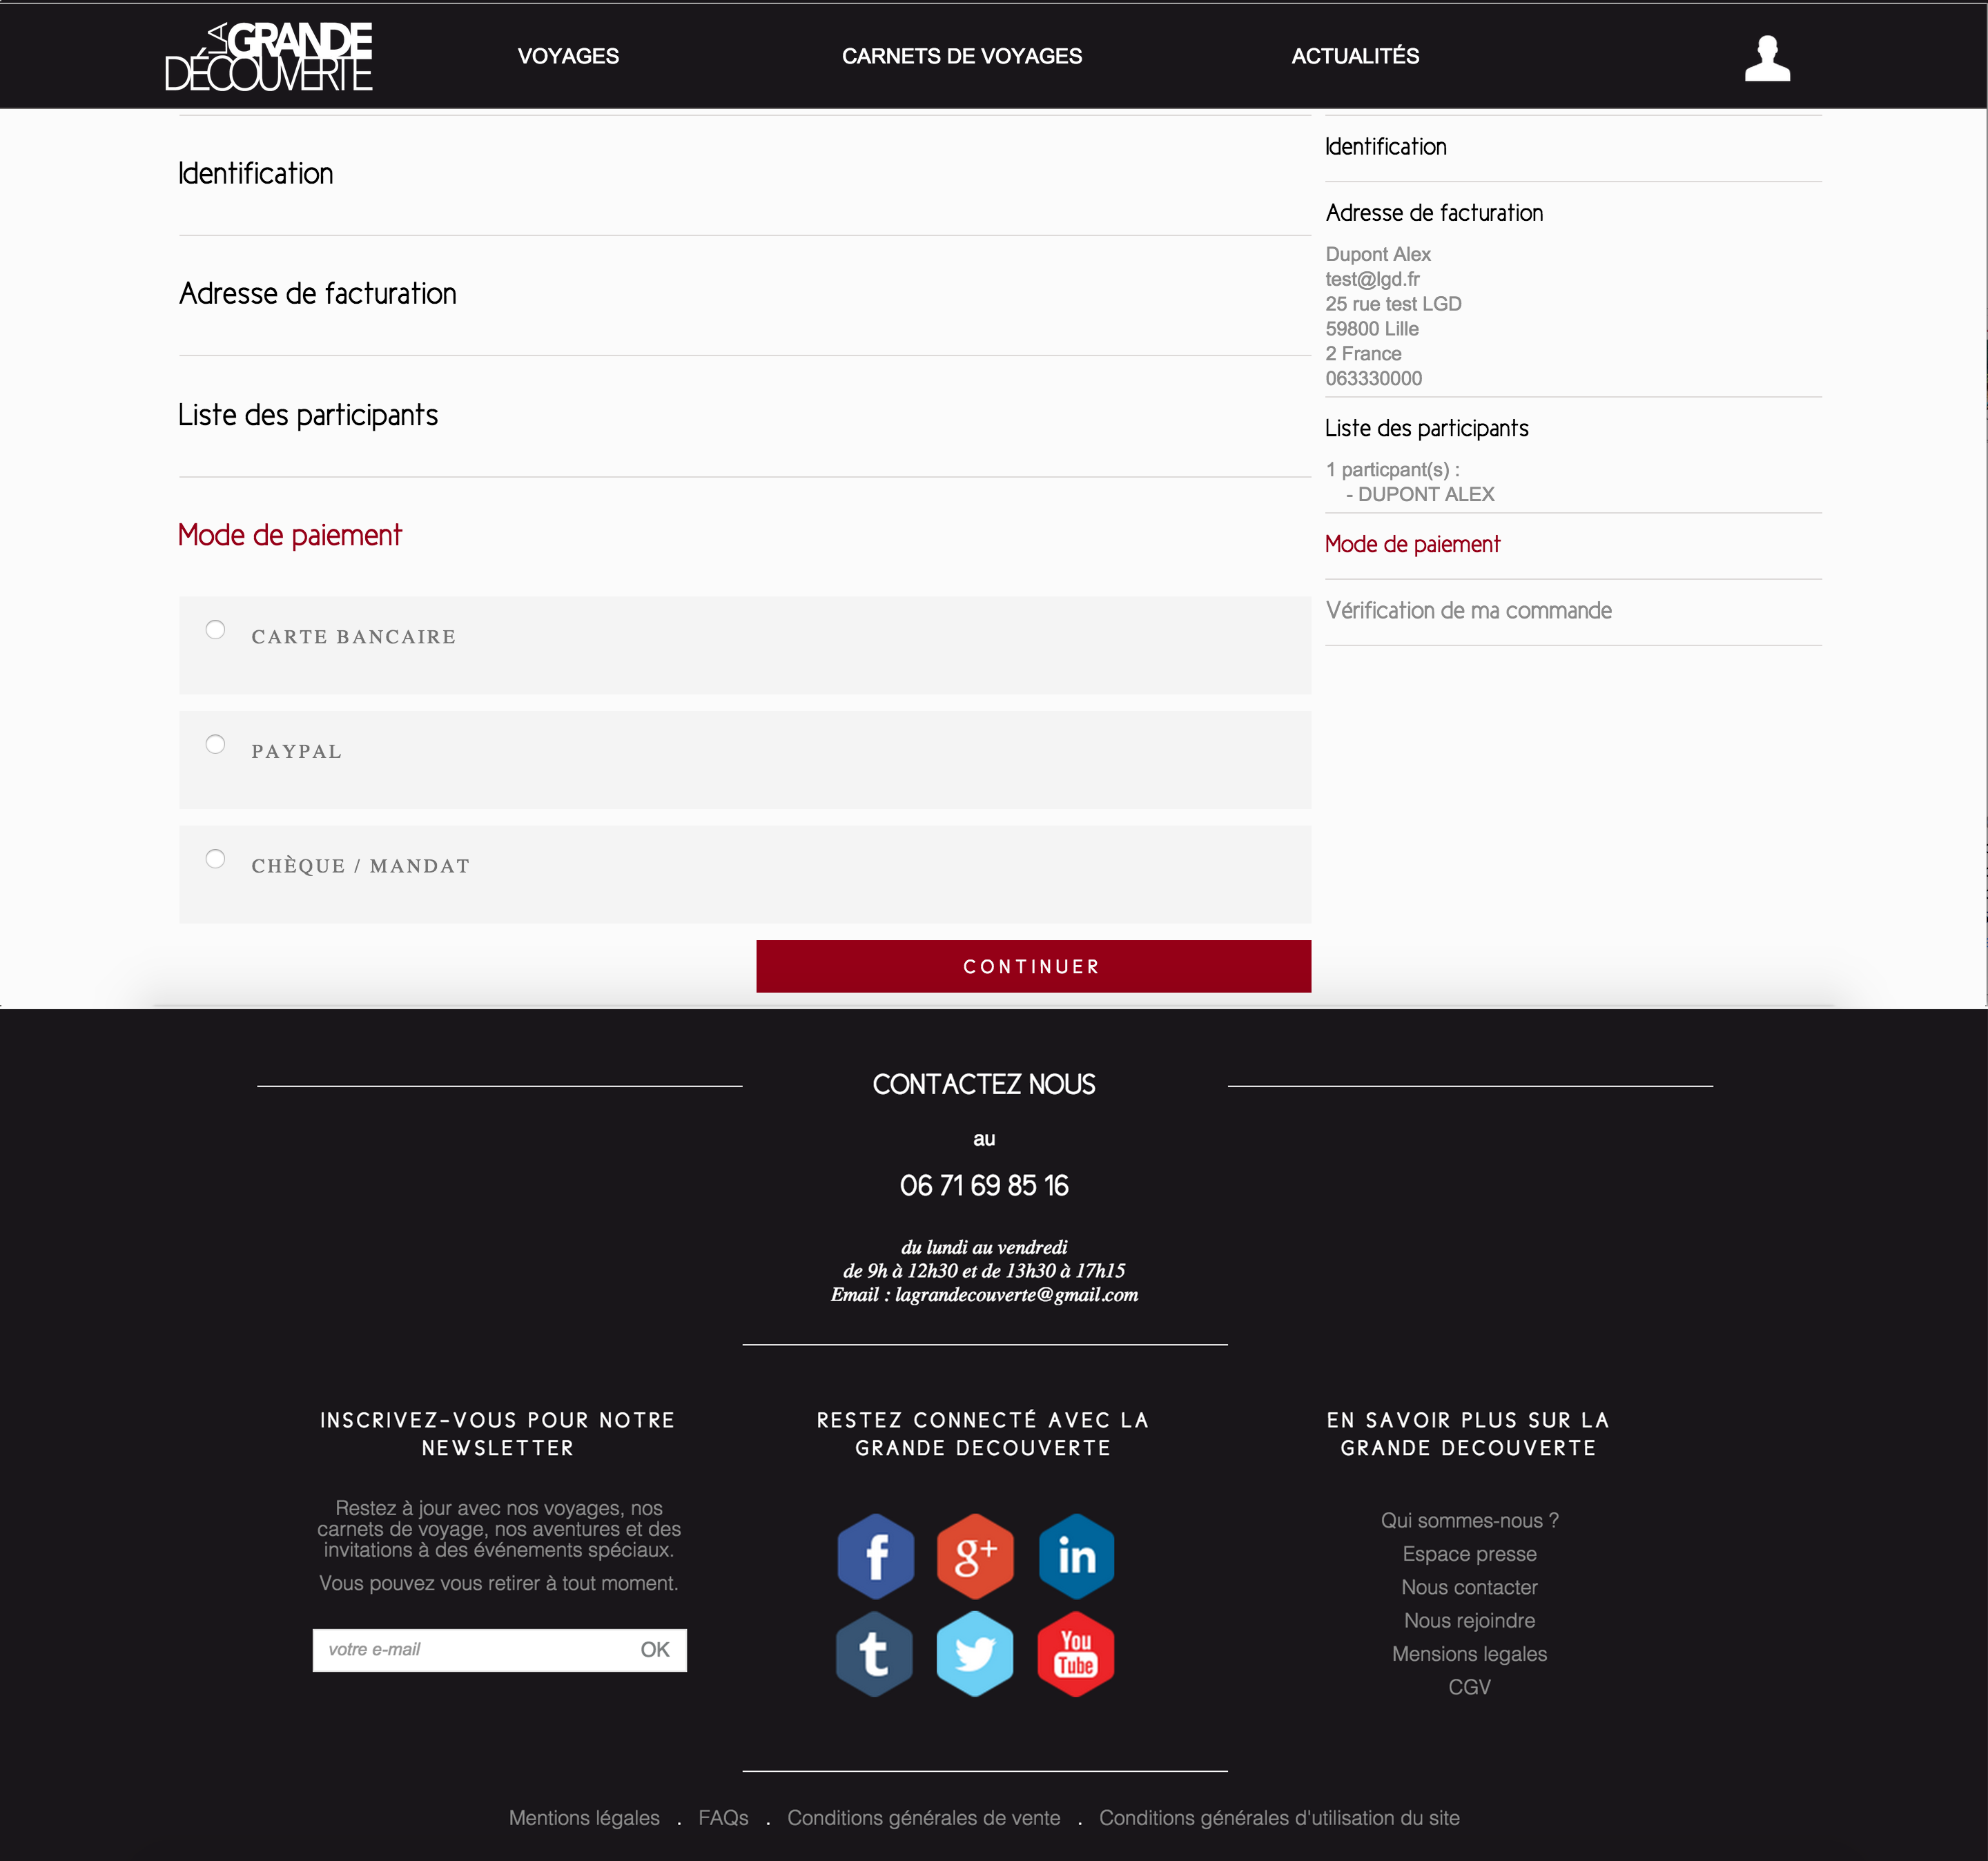 LA GRANDE
DÉCOUVERTE
VOYAGES
CARNETS DE VOYAGES
ACTUALITÉS
Identification
Adresse de facturation
Liste des participants
Mode de paiement
CARTE BANCAIRE
PAYPAL
CHÈQUE / MANDAT
CONTINUER
Identification
Adresse de facturation
Dupont Alex
test@lgd.fr
25 rue test LGD
59800 Lille
2 France
063330000
Liste des participants
1 particpant(s) :
- DUPONT ALEX
Mode de paiement
Vérification de ma commande
CONTACTEZ NOUS
au
06 71 69 85 16
du lundi au vendredi
de 9h à 12h30 et de 13h30 à 17h15
Email : lagrandecouverte@gmail.com
INSCRIVEZ-VOUS POUR NOTRE
NEWSLETTER
Restez à jour avec nos voyages, nos
carnets de voyage, nos aventures et des
invitations à des événements spéciaux.
Vous pouvez vous retirer à tout moment.
votre e-mail
OK
RESTEZ CONNECTÉ AVEC LA
GRANDE DECOUVERTE
f
g+
in
t
You
Tube
EN SAVOIR PLUS SUR LA
GRANDE DECOUVERTE
Qui sommes-nous ?
Espace presse
Nous contacter
Nous rejoindre
Mensions legales
CGV
Mentions légales . FAQs . Conditions générales de vente . Conditions générales d'utilisation du site